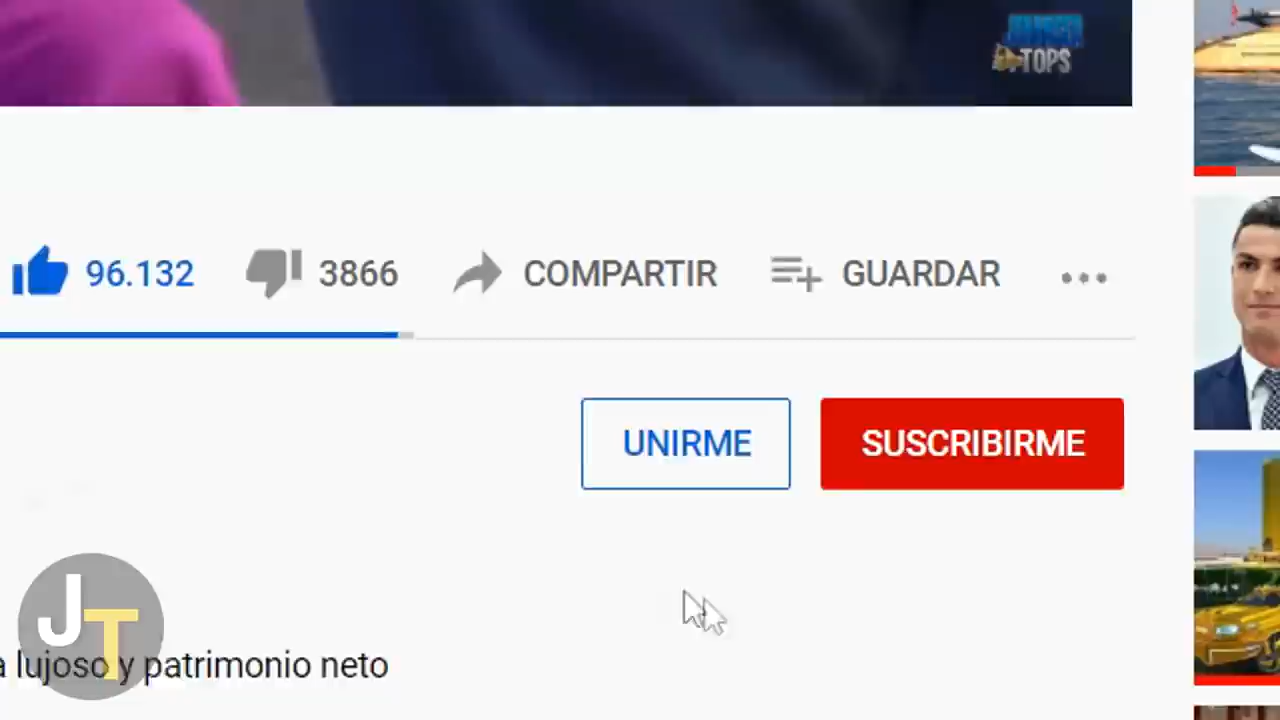 TOPS
96.132 3866 COMPARTIR GUARDAR
UNIRME SUSCRIBIRME
JT
a lujoso y patrimonio neto